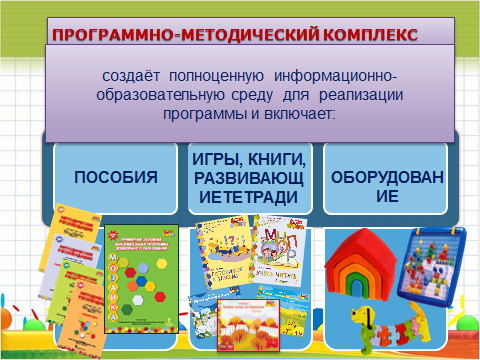 ПРОГРАММНО-МЕТОДИЧЕСКИЙ КОМПЛЕКС
создаёт полноценную информационно-
образовательную среду для реализации
программы и включает:
ПОСОБИЯ
ИГРЫ, КНИГИ,
РАЗВИВАЮЩ
ИЕТЕТРАДИ
ОБОРУДОВАН
ИЕ
МОЗАИКА